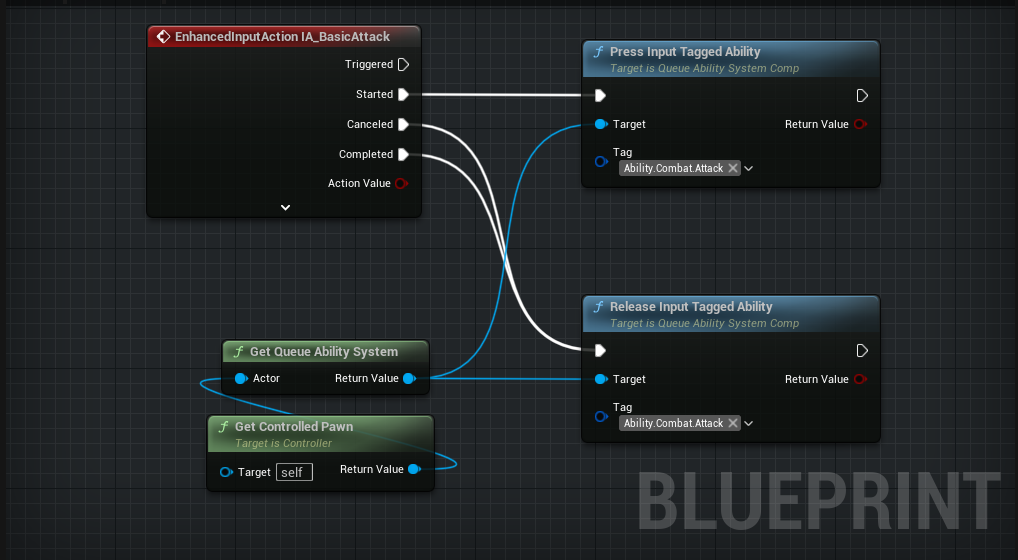 EnhancedInputAction IA_BasicAttack
Triggered
Started
Canceled
Completed
Action Value
Press Input Tagged Ability
Target is Queue Ability System Comp
Target
Return Value
Tag
Ability.Combat.Attack
Get Queue Ability System
Actor
Return Value
Get Controlled Pawn
Target is Controller
Target
self
Return Value
Release Input Tagged Ability
Target is Queue Ability System Comp
Target
Return Value
Tag
Ability.Combat.Attack
BLUEPRINT